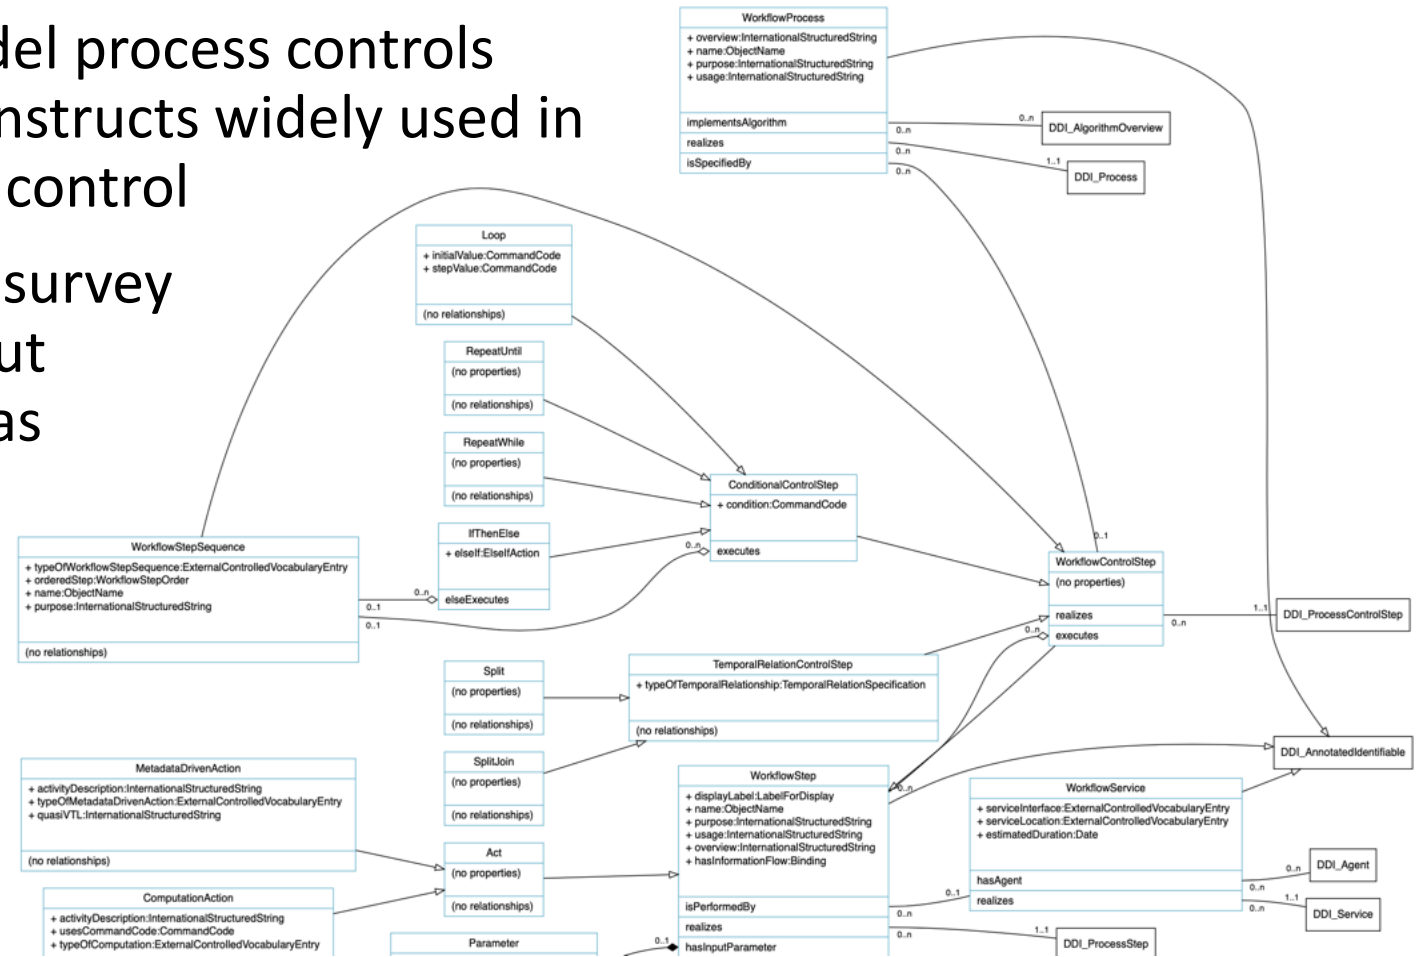 del process controls
nstructs widely used in
control
survey
ut
as
WorkflowProcess
+ overview:InternationalStructuredString
+ name:ObjectName
+ purpose:InternationalStructuredString
+ usage:InternationalStructuredString
implementsAlgorithm
realizes
isSpecifiedBy
0..n
0..n
0..n
0..n
DDI_AlgorithmOverview
1..1
DDI_Process
Loop
+ initialValue:CommandCode
+ stepValue:CommandCode
(no relationships)
RepeatUntil
(no properties)
(no relationships)
RepeatWhile
(no properties)
(no relationships)
ConditionalControlStep
+ condition:CommandCode
executes
0..n
IfThenElse
+ elseIf:ElseIfAction
elseExecutes
0..n
WorkflowStepSequence
+ typeOfWorkflowStepSequence:ExternalControlledVocabularyEntry
+ orderedStep:WorkflowStepOrder
+ name:ObjectName
+ purpose:InternationalStructuredString
(no relationships)
0..1
0..1
0..1
WorkflowControlStep
(no properties)
realizes
executes
0..n
0..n
1..1
DDI_ProcessControlStep
Split
(no properties)
(no relationships)
TemporalRelationControlStep
+ typeOfTemporalRelationship:TemporalRelationSpecification
(no relationships)
SplitJoin
(no properties)
(no relationships)
DDI_AnnotatedIdentifiable
MetadataDrivenAction
+ activityDescription:InternationalStructuredString
+ typeOfMetadataDrivenAction:ExternalControlledVocabularyEntry
+ quasiVTL:InternationalStructuredString
(no relationships)
WorkflowStep
+ displayLabel:LabelForDisplay
+ name:ObjectName
+ purpose:InternationalStructuredString
+ usage:InternationalStructuredString
+ overview:InternationalStructuredString
+ hasInformationFlow:Binding
isPerformedBy
realizes
hasInputParameter
0..n
0..n
0..n
0..1
0..1
WorkflowService
+ serviceInterface:ExternalControlledVocabularyEntry
+ serviceLocation:ExternalControlledVocabularyEntry
+ estimatedDuration:Date
hasAgent
realizes
0..n
0..n
0..n
DDI_Agent
1..1
DDI_Service
Act
(no properties)
(no relationships)
ComputationAction
+ activityDescription:InternationalStructuredString
+ usesCommandCode:CommandCode
+ typeOfComputation:ExternalControlledVocabularyEntry
Parameter
1..1
DDI_ProcessStep